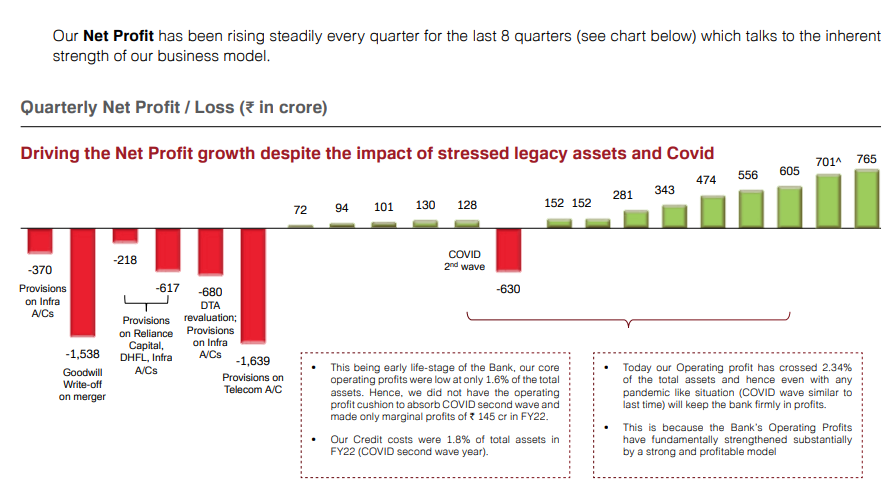 Our Net Profit has been rising steadily every quarter for the last 8 quarters (see chart below) which talks to the inherent
strength of our business model.
Quarterly Net Profit / Loss (₹ in crore)
Driving the Net Profit growth despite the impact of stressed legacy assets and Covid
-370
Provisions
on Infra
A/Cs
-1,538
Goodwill
Write-off
on merger
-218
-617
Provisions
on Reliance
Capital,
DHFL, Infra
A/Cs
-680
DTA
revaluation;
Provisions
on Infra
A/Cs
-1,639
Provisions on
Telecom A/C
72
94
101
130
128
COVID
2nd wave
-630
152
152
281
343
474
556
605
701^
765
• This being early life-stage of the Bank, our core
operating profits were low at only 1.6% of the total
assets. Hence, we did not have the operating
profit cushion to absorb COVID second wave and
made only marginal profits of ₹ 145 cr in FY22.
• Our Credit costs were 1.8% of total assets in
FY22 (COVID second wave year).
• Today our Operating profit has crossed 2.34%
of the total assets and hence even with any
pandemic like situation (COVID wave similar to
last time) will keep the bank firmly in profits.
• This is because the Bank's Operating Profits
have fundamentally strengthened substantially
by a strong and profitable model